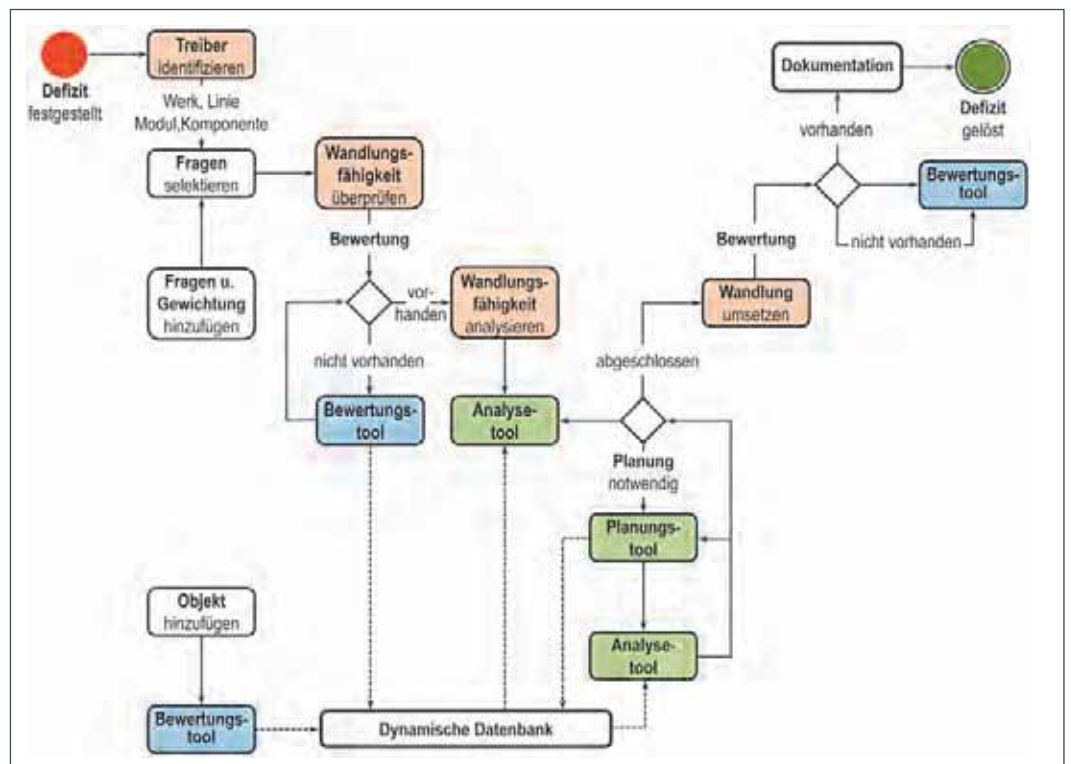 Defizit
festgestellt
Treiber
identifizieren
Werk, Linie
Modul,Komponente
Fragen
selektieren
Fragen u.
Gewichtung
hinzufügen
Wandlungs-
fähigkeit
überprüfen
Bewertung
vor-
handen
nicht vorhanden
Bewertungs-
tool
Wandlungs-
fähigkeit
analysieren
Analyse-
tool
Planung
notwendig
Planungs-
tool
Analyse-
tool
abgeschlossen
Wandlung
umsetzen
Bewertung
vorhanden
nicht vorhanden
Bewertungs-
tool
Dokumentation
Defizit
gelöst
Objekt
hinzufügen
Bewertungs-
tool
Dynamische Datenbank